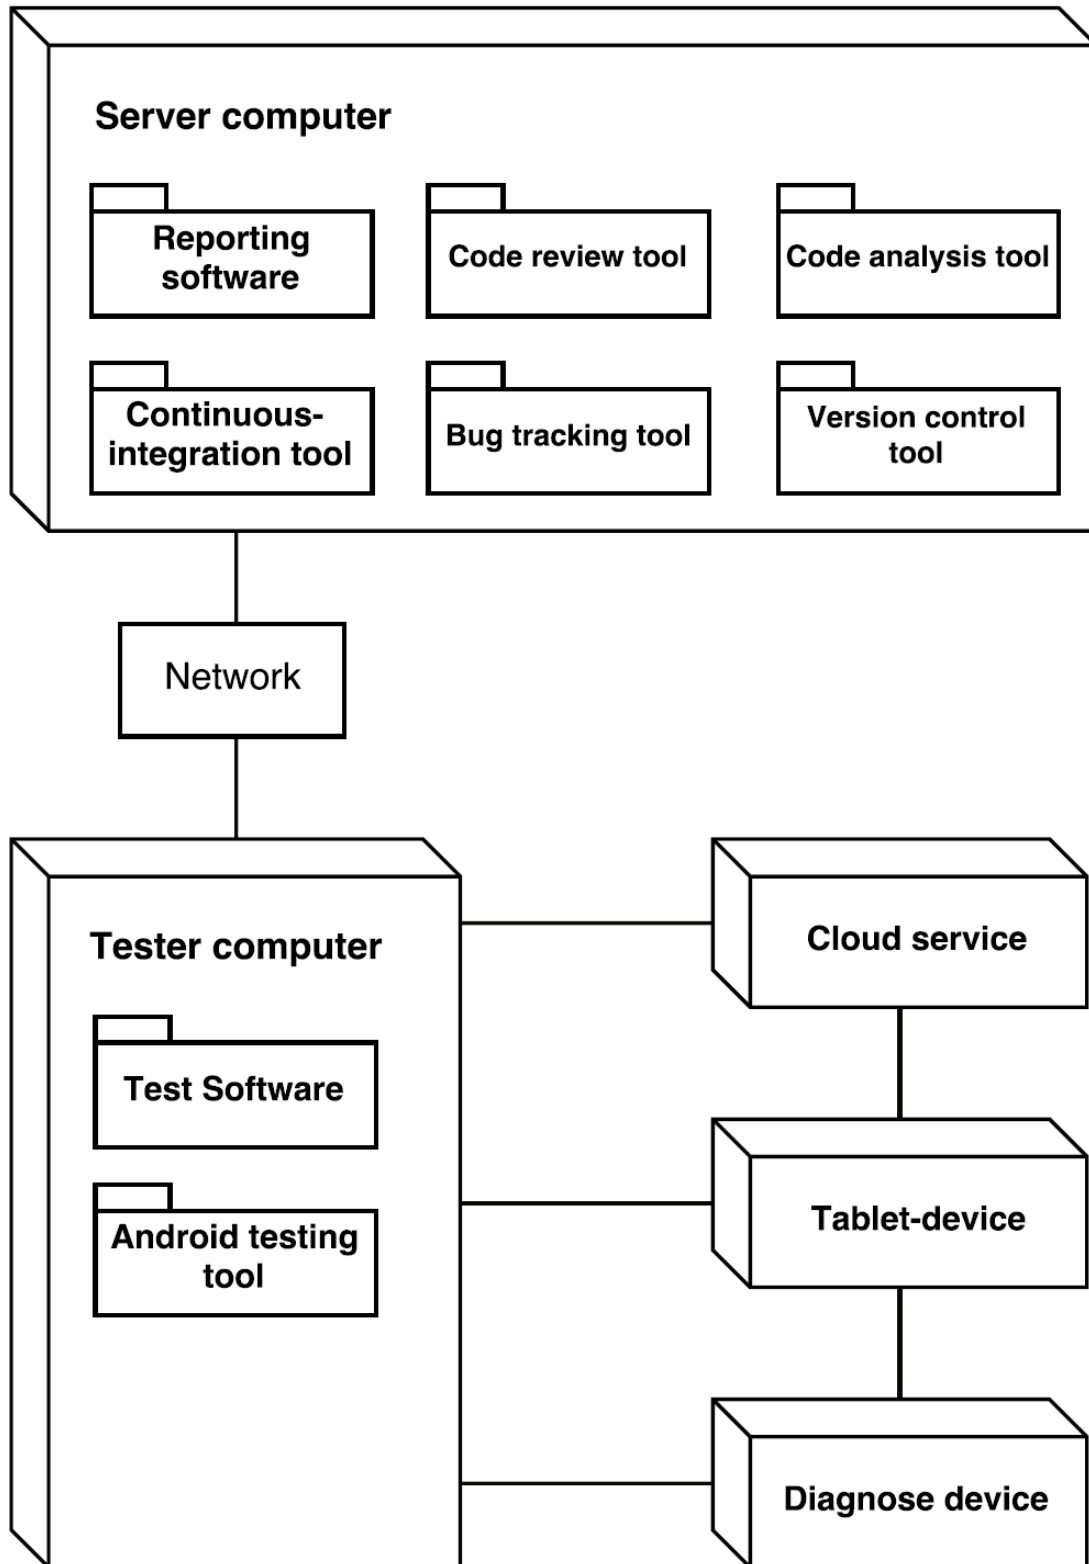 Server computer
Reporting
software
Code review tool
Code analysis tool
Continuous-
integration tool
Bug tracking tool
Version control
tool
Network
Tester computer
Test Software
Android testing
tool
Cloud service
Tablet-device
Diagnose device